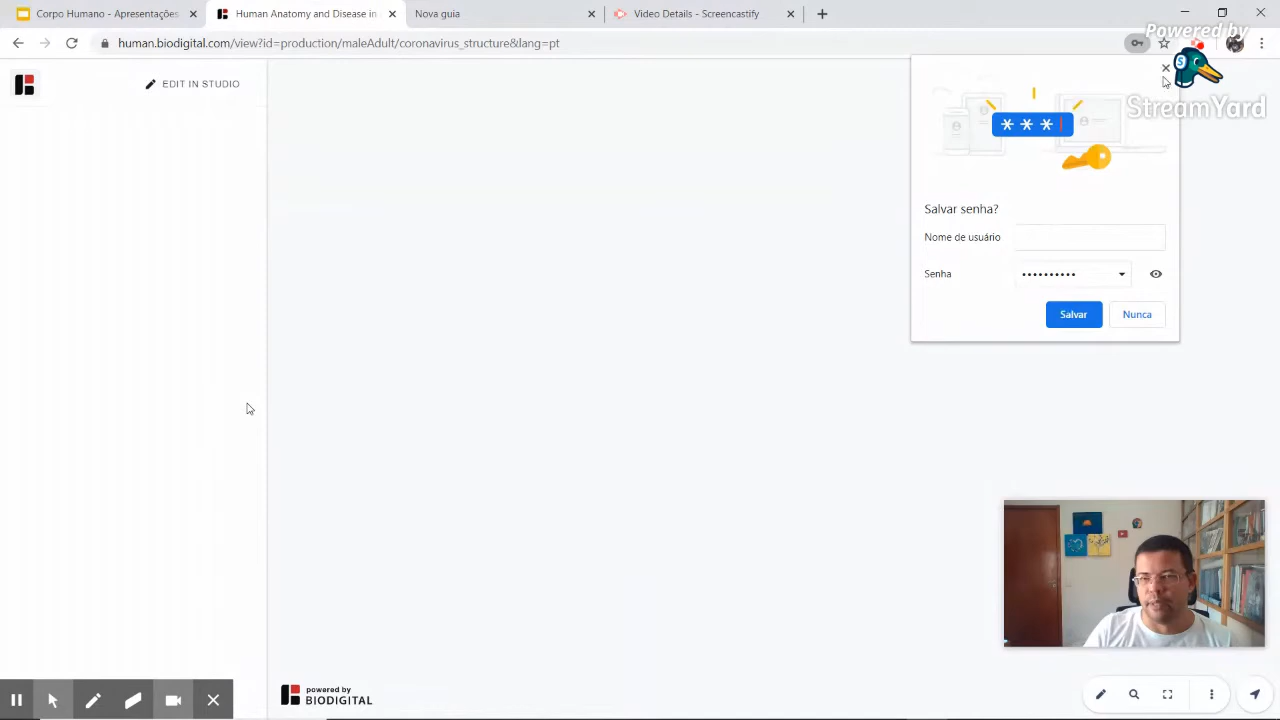 Corpo Humano - Apresentações
Human Anatomy and Disease in
Nova guia
Video Details - Screencastify
human.biodigital.com/view?id=production/maleAdult/coronavirus_structure&lang=pt
Powered by
StreamYard
EDIT IN STUDIO
Salvar senha?
Nome de usuário
Senha
Salvar
Nunca
powered by
BIODIGITAL